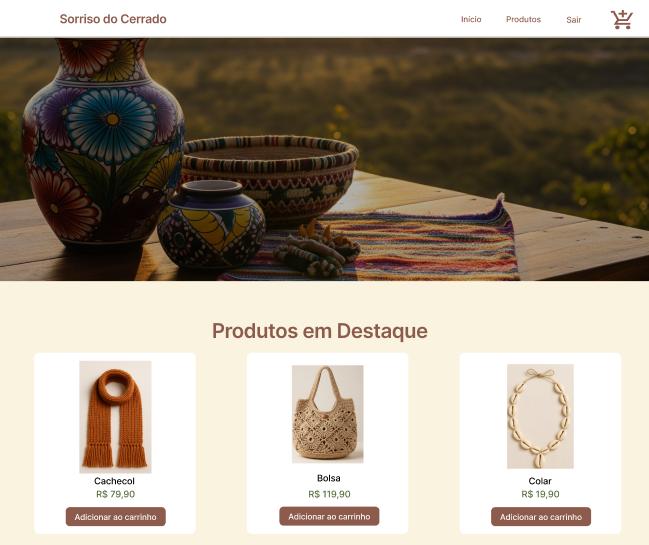 Sorriso do Cerrado
Início Produtos Sair
Produtos em Destaque
Cachecol
R$ 79,90
Adicionar ao carrinho
Bolsa
R$ 119,90
Adicionar ao carrinho
Colar
R$ 19,90
Adicionar ao carrinho